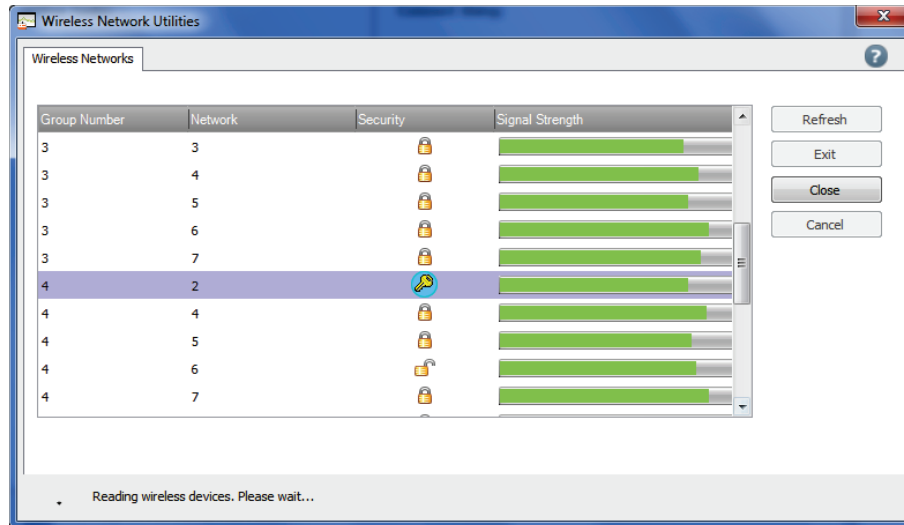 Wireless Network Utilities
Wireless Networks
Group Number Network Security Signal Strength
3 3
3 4
3 5
3 6
3 7
4 2
4 4
4 5
4 6
4 7
Refresh
Exit
Close
Cancel
Reading wireless devices. Please wait...